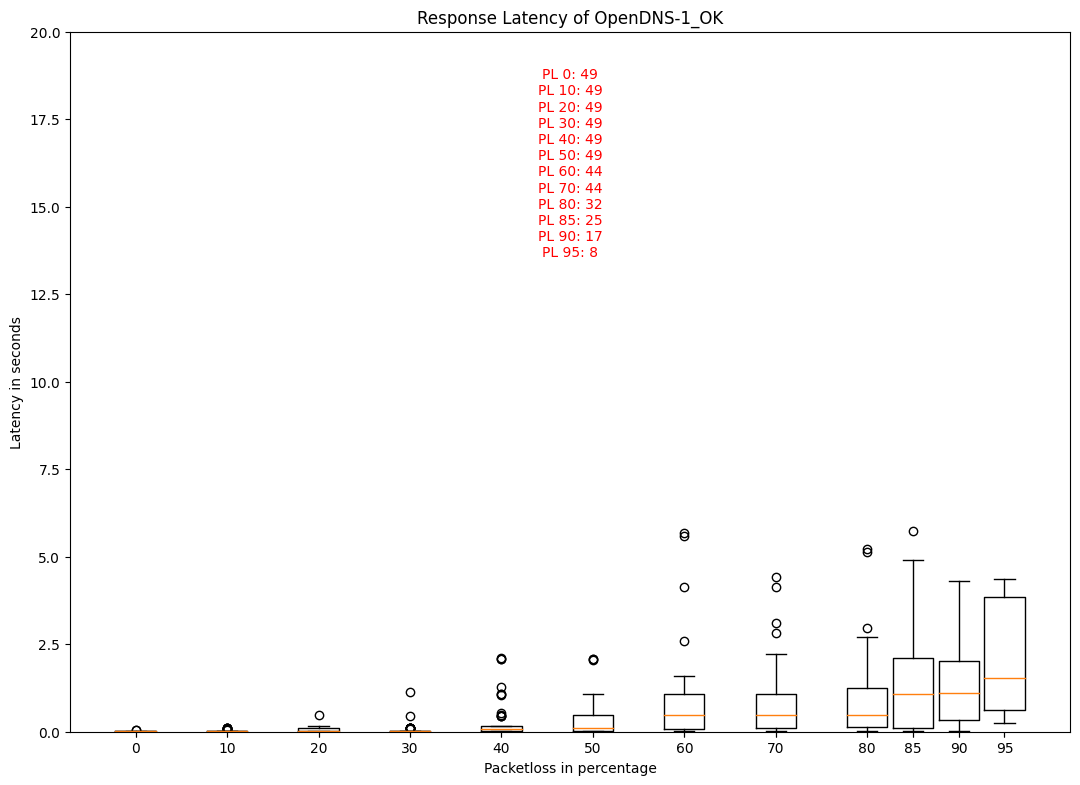 Response Latency of OpenDNS-1_OK
20.0
17.5
15.0
12.5
10.0
7.5
5.0
2.5
0.0
Latency in seconds
PL 0: 49
PL 10: 49
PL 20: 49
PL 30: 49
PL 40: 49
PL 50: 49
PL 60: 44
PL 70: 44
PL 80: 32
PL 85: 25
PL 90: 17
PL 95: 8
0 10 20 30 40 50 60 70 80 85 90 95
Packetloss in percentage